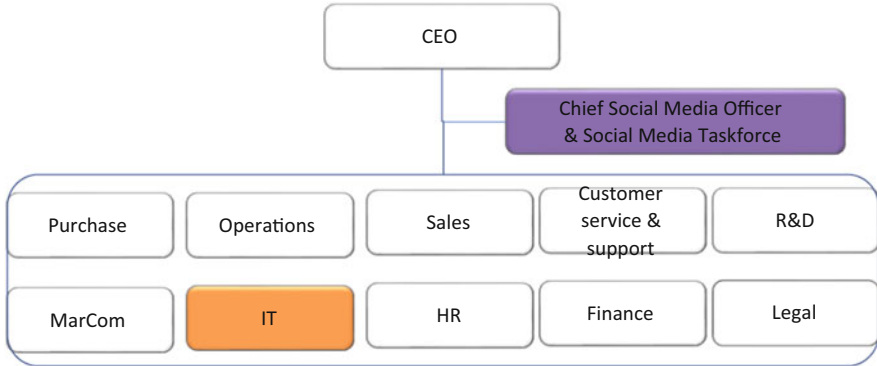 CEO
Chief Social Media Officer
& Social Media Taskforce
Purchase
Operations
Sales
Customer
service &
support
R&D
MarCom
IT
HR
Finance
Legal